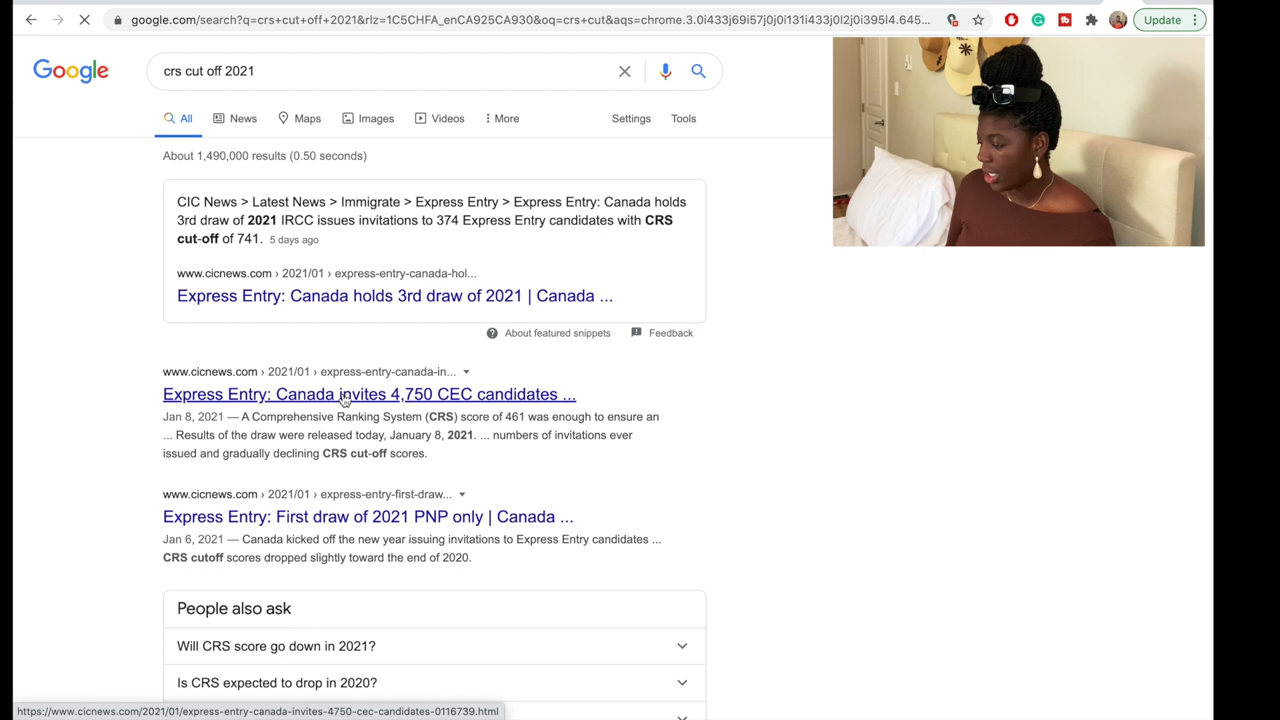 google.com/search?q=crs+cut+off+2021&rlz=1C5CHFA_enCA925CA930&oq=crs+cut&aqs=chrome.3.0i433j69i57j0j0i131i433j0l2j0i395l4.645...
Update
Google
crs cut off 2021
All News Maps Images Videos More Settings Tools
About 1,490,000 results (0.50 seconds)
CIC News > Latest News > Immigrate > Express Entry > Express Entry: Canada holds
3rd draw of 2021 IRCC issues invitations to 374 Express Entry candidates with CRS
cut-off of 741. 5 days ago
www.cicnews.com › 2021/01 › express-entry-canada-hol...
Express Entry: Canada holds 3rd draw of 2021 | Canada ...
About featured snippets Feedback
www.cicnews.com › 2021/01 › express-entry-canada-in...
Express Entry: Canada invites 4,750 CEC candidates ...
Jan 8, 2021 — A Comprehensive Ranking System (CRS) score of 461 was enough to ensure an
... Results of the draw were released today, January 8, 2021. ... numbers of invitations ever
issued and gradually declining CRS cut-off scores.
www.cicnews.com › 2021/01 › express-entry-first-draw...
Express Entry: First draw of 2021 PNP only | Canada ...
Jan 6, 2021 — Canada kicked off the new year issuing invitations to Express Entry candidates ...
CRS cutoff scores dropped slightly toward the end of 2020.
People also ask
Will CRS score go down in 2021?
Is CRS expected to drop in 2020?
https://www.cicnews.com/2021/01/express-entry-canada-invites-4750-cec-candidates-0116739.html